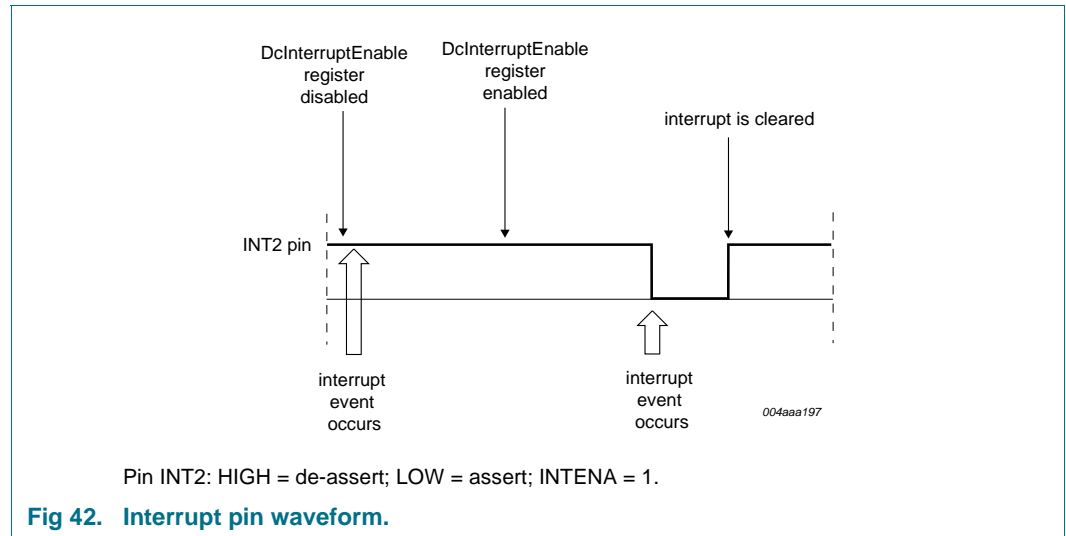 DcInterruptEnable
register
disabled
DcInterruptEnable
register
enabled
interrupt is cleared
INT2 pin
interrupt
event
occurs
interrupt
event
occurs
004aaa197
Pin INT2: HIGH = de-assert; LOW = assert; INTENA = 1.
Fig 42. Interrupt pin waveform.